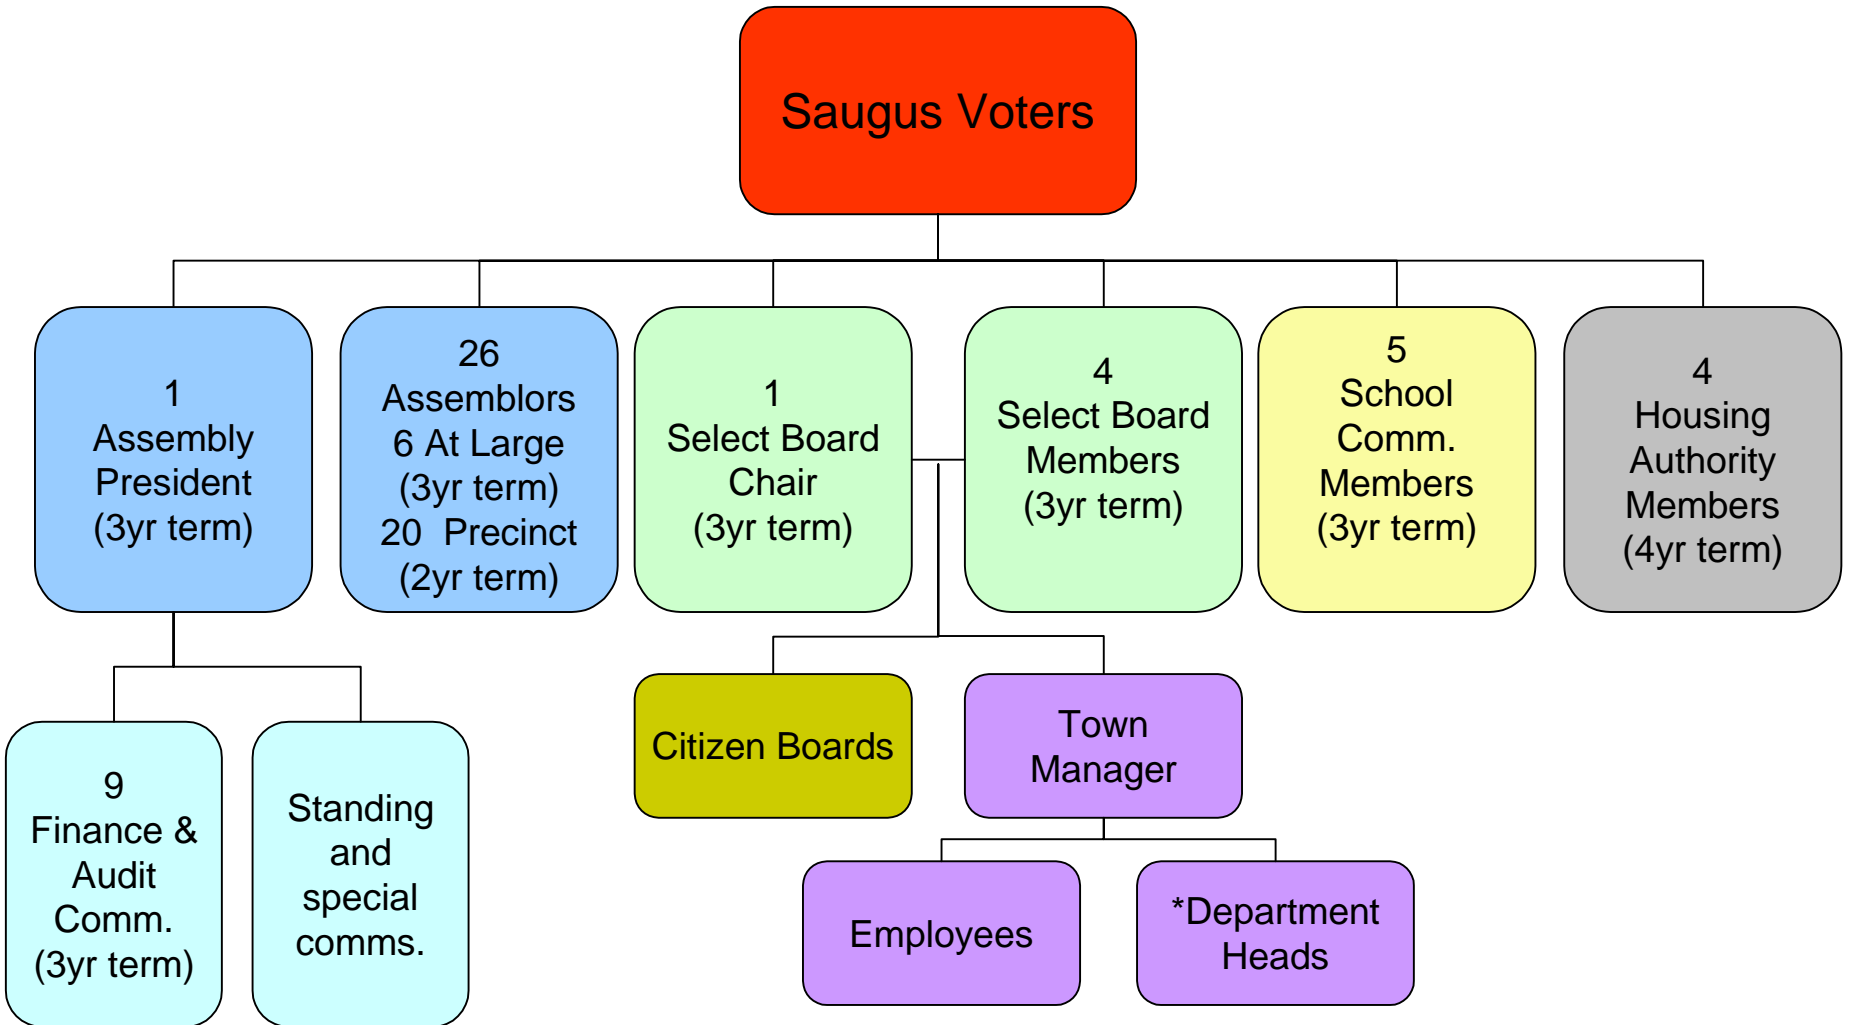 Saugus Voters
1
Assembly
President
(3yr term)
26
Assemblors
6 At Large
(3yr term)
20 Precinct
(2yr term)
1
Select Board
Chair
(3yr term)
4
Select Board
Members
(3yr term)
5
School
Comm.
Members
(3yr term)
4
Housing
Authority
Members
(4yr term)
9
Finance &
Audit
Comm.
(3yr term)
Standing
and
special
comms.
Citizen Boards
Town
Manager
Employees
*Department
Heads